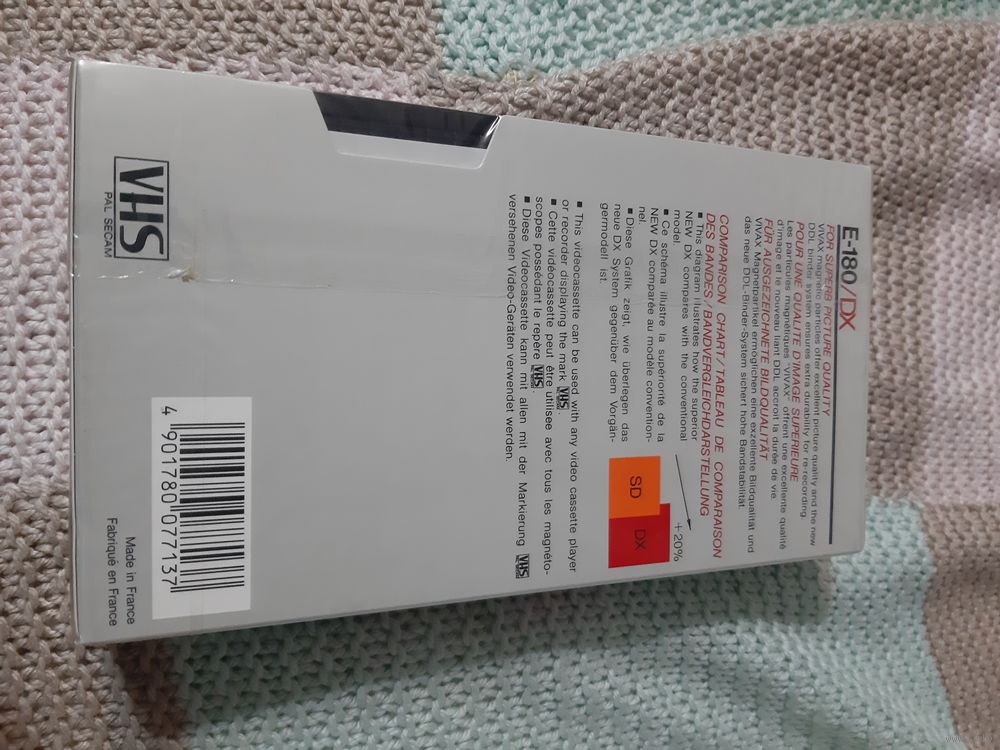 E-180/DX
FOR SUPERB PICTURE QUALITY
VIVAX magnetic particles offer excellent picture quality and the new
DDL binder system ensures extra durability for re-recording.
POUR UNE QUALITE D'IMAGE SUPERIEURE
Les particules magnétiques "VIVAX" offrent une excellente qualité
d'image et le nouveau liant DDL accroit la durée de vie.
FÜR AUSGEZEICHNETE BILDQUALITÄT
VIVAX Magnetpartikel ermöglichen eine exzellente Bildqualität und
das neue DDL-Binder-System sichert hohe Bandstabilität.
COMPARISON CHART/TABLEAU DE COMPARAISON
DES BANDES/BANDVERGLEICHDARSTELLUNG
■ This diagram illustrates how the superior
NEW DX compares with the conventional
model.
■ Ce schéma illustre la supériorité de la
NEW DX comparée au modèle convention-
nel.
■ Diese Grafik zeigt, wie überlegen das
neue DX System gegenüber dem Vorgän-
germodell ist.
+20%
SD
DX
■ This videocassette can be used with any video cassette player
or recorder displaying the mark VHS.
■ Cette vidéocassette peut être utilisée avec tous les magnéto-
scopes possédant le repère VHS.
■ Diese Videocassette kann mit allen mit der Markierung VHS
versehenen Video-Geräten verwendet werden.
VHS
PAL SECAM
4 901780 077137
Made in France
Fabriqué en France